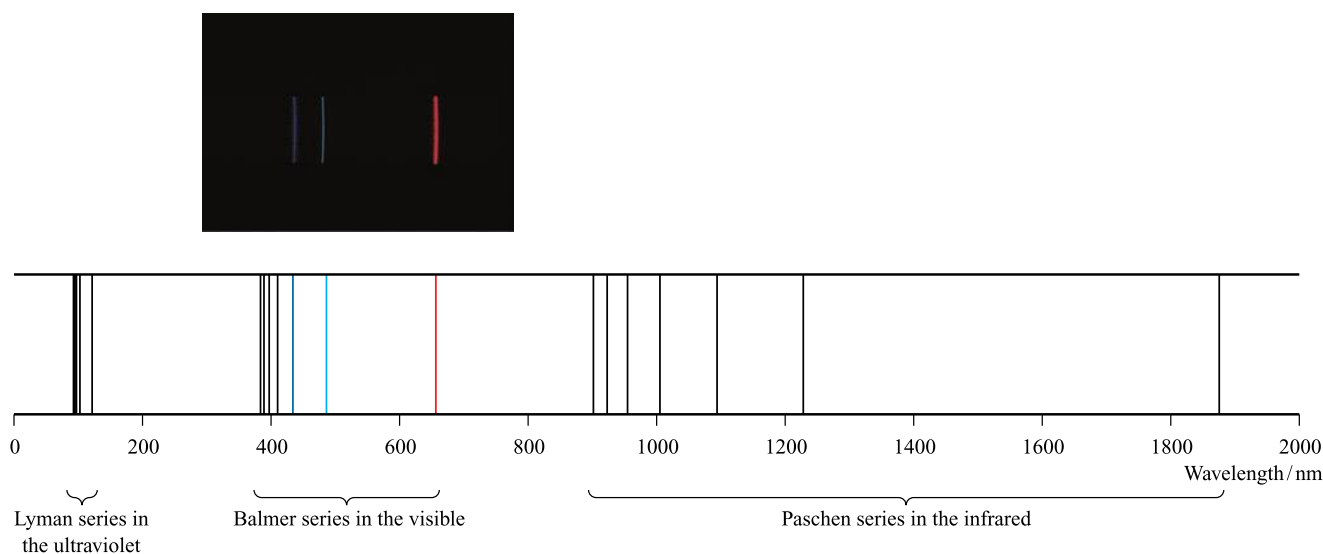 0 200 400 600 800 1000 1200 1400 1600 1800 2000
Wavelength/nm
Lyman series in
the ultraviolet
Balmer series in the visible
Paschen series in the infrared